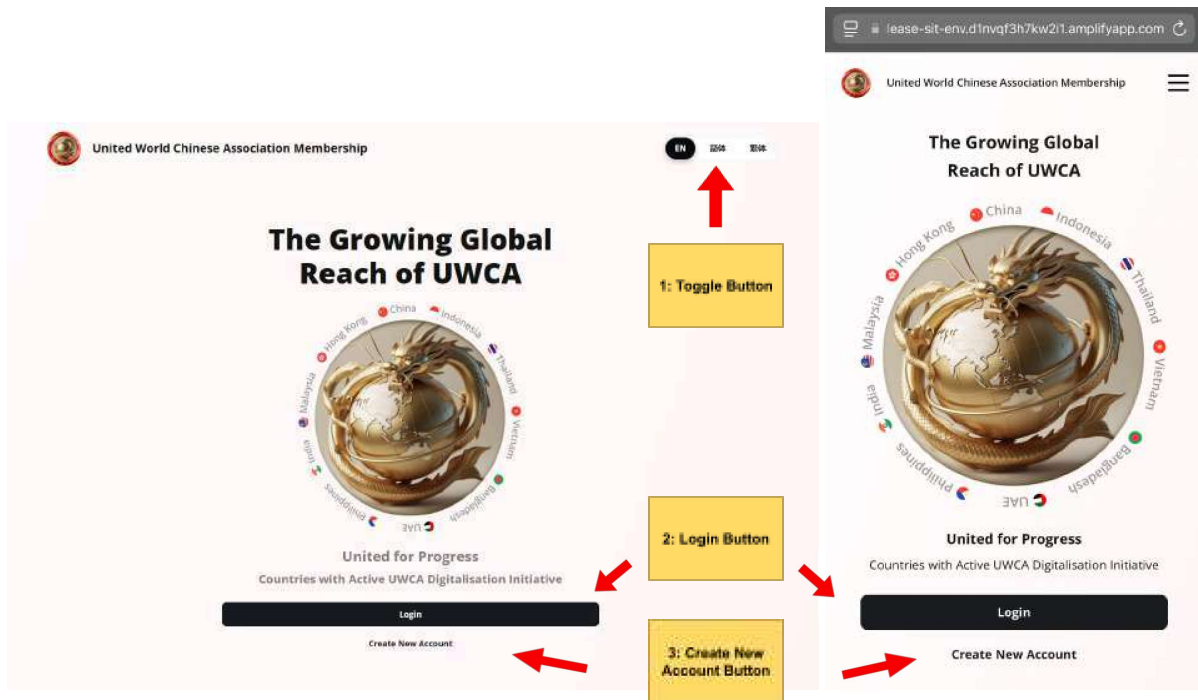 United World Chinese Association Membership
EN
繁体
The Growing Global
Reach of UWCA
China
Indonesia
Thailand
Vietnam
Bangladesh
UAE
Philippines
India
Malaysia
Hong Kong
United for Progress
Countries with Active UWCA Digitalisation Initiative
Login
Create New Account
1: Toggle Button
2: Login Button
3: Create New
Account Button
lease-sit-env.d1nvqf3h7kw2i1.amplifyapp.com
United World Chinese Association Membership
The Growing Global
Reach of UWCA
China
Indonesia
Thailand
Vietnam
Bangladesh
UAE
Philippines
India
Malaysia
Hong Kong
United for Progress
Countries with Active UWCA Digitalisation Initiative
Login
Create New Account